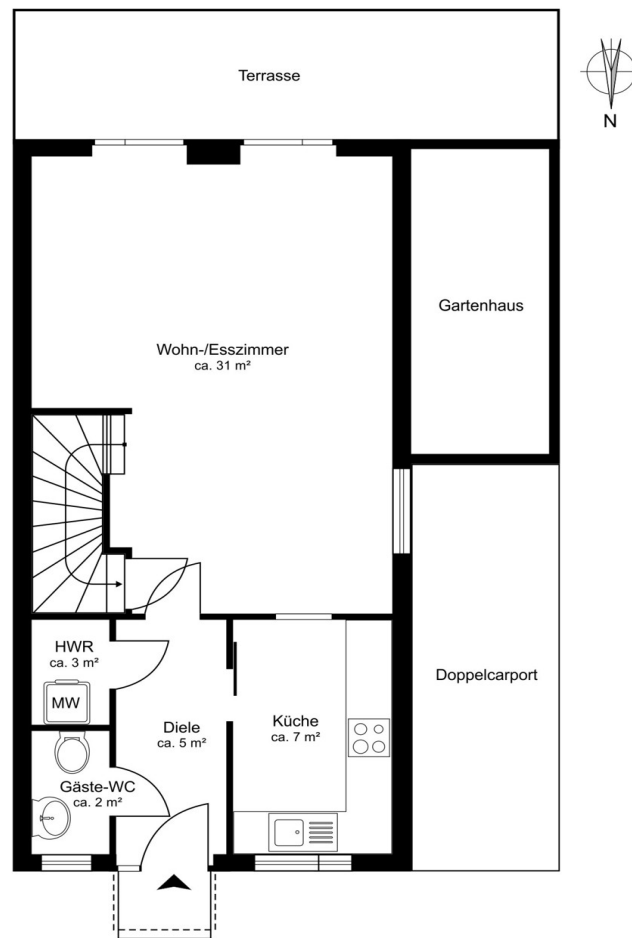 Terrasse
N
Gartenhaus
Wohn-/Esszimmer
ca. 31 m²
HWR
ca. 3 m²
MW
Diele
ca. 5 m²
Küche
ca. 7 m²
Doppelcarport
Gäste-WC
ca. 2 m²